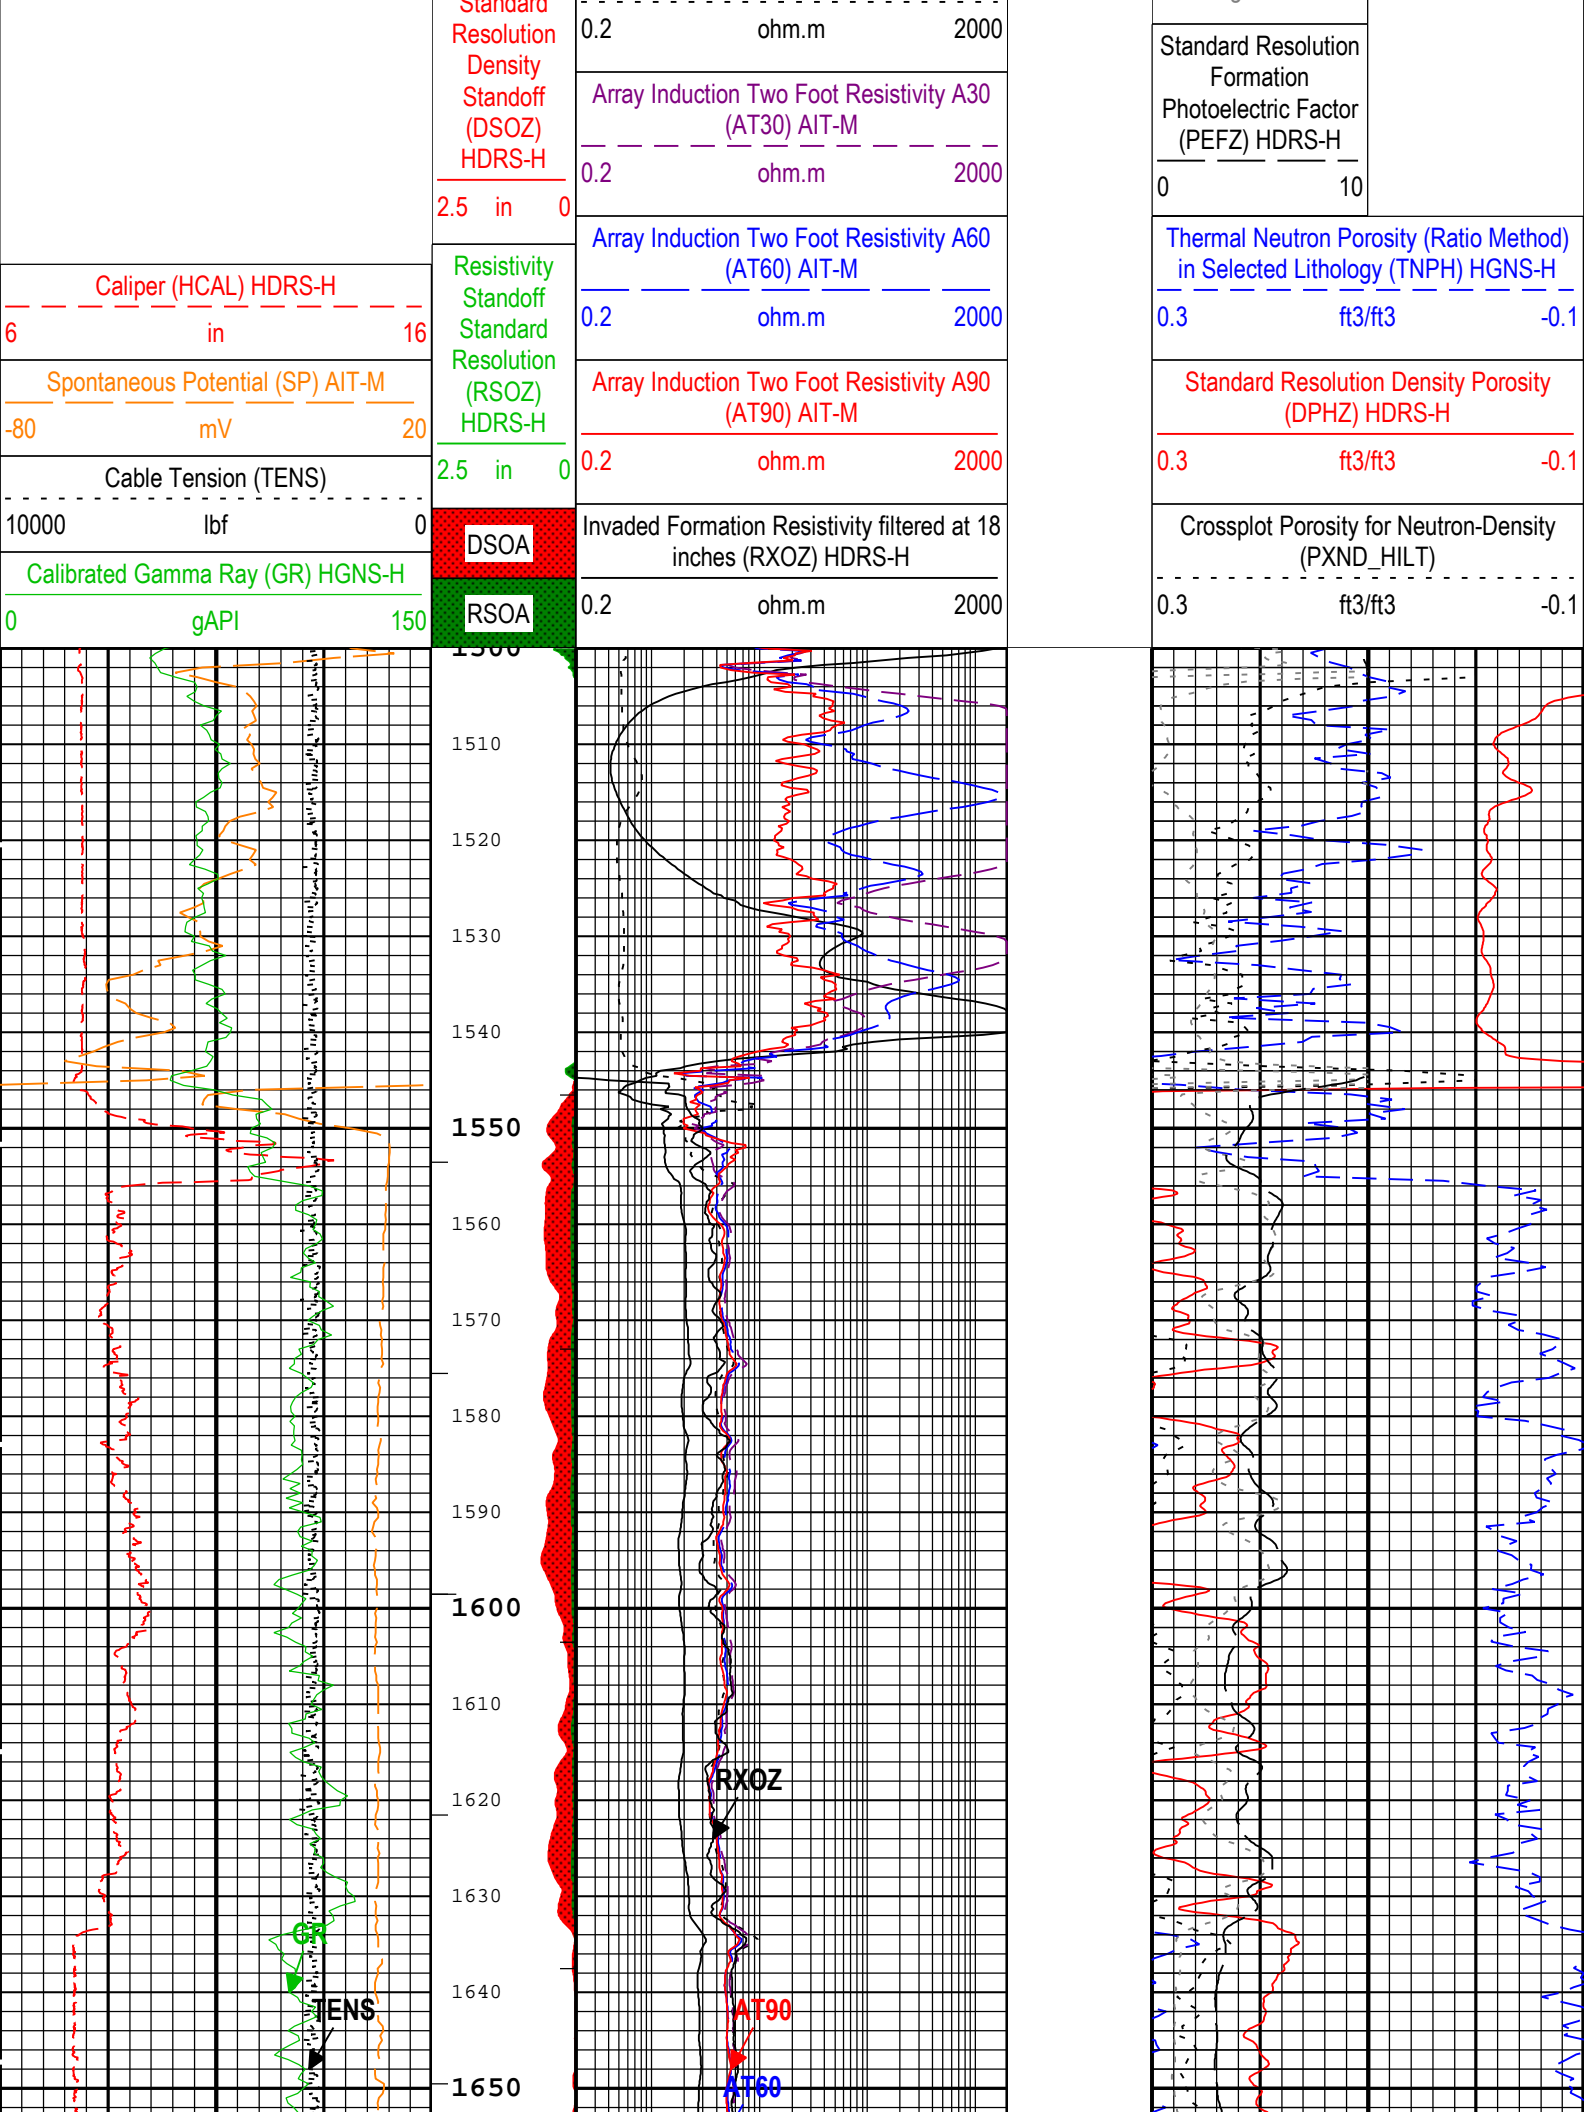 Caliper (HCAL) HDRS-H
6 in 16
Spontaneous Potential (SP) AIT-M
-80 mV 20
Cable Tension (TENS)
10000 lbf 0
Calibrated Gamma Ray (GR) HGNS-H
0 gAPI 150
Standard
Resolution
Density
Standoff
(DSOZ)
HDRS-H
2.5 in 0
Resistivity
Standoff
Standard
Resolution
(RSOZ)
HDRS-H
2.5 in 0
DSOA
RSOA
0.2 ohm.m 2000
Array Induction Two Foot Resistivity A30
(AT30) AIT-M
0.2 ohm.m 2000
Array Induction Two Foot Resistivity A60
(AT60) AIT-M
0.2 ohm.m 2000
Array Induction Two Foot Resistivity A90
(AT90) AIT-M
0.2 ohm.m 2000
Invaded Formation Resistivity filtered at 18
inches (RXOZ) HDRS-H
0.2 ohm.m 2000
Standard Resolution
Formation
Photoelectric Factor
(PEFZ) HDRS-H
0 10
Thermal Neutron Porosity (Ratio Method)
in Selected Lithology (TNPH) HGNS-H
0.3 ft3/ft3 -0.1
Standard Resolution Density Porosity
(DPHZ) HDRS-H
0.3 ft3/ft3 -0.1
Crossplot Porosity for Neutron-Density
(PXND_HILT)
0.3 ft3/ft3 -0.1
1500
1510
1520
1530
1540
1550
1560
1570
1580
1590
1600
1610
RXOZ
1620
1630
GR
1640
TENS
AT90
1650
AT60